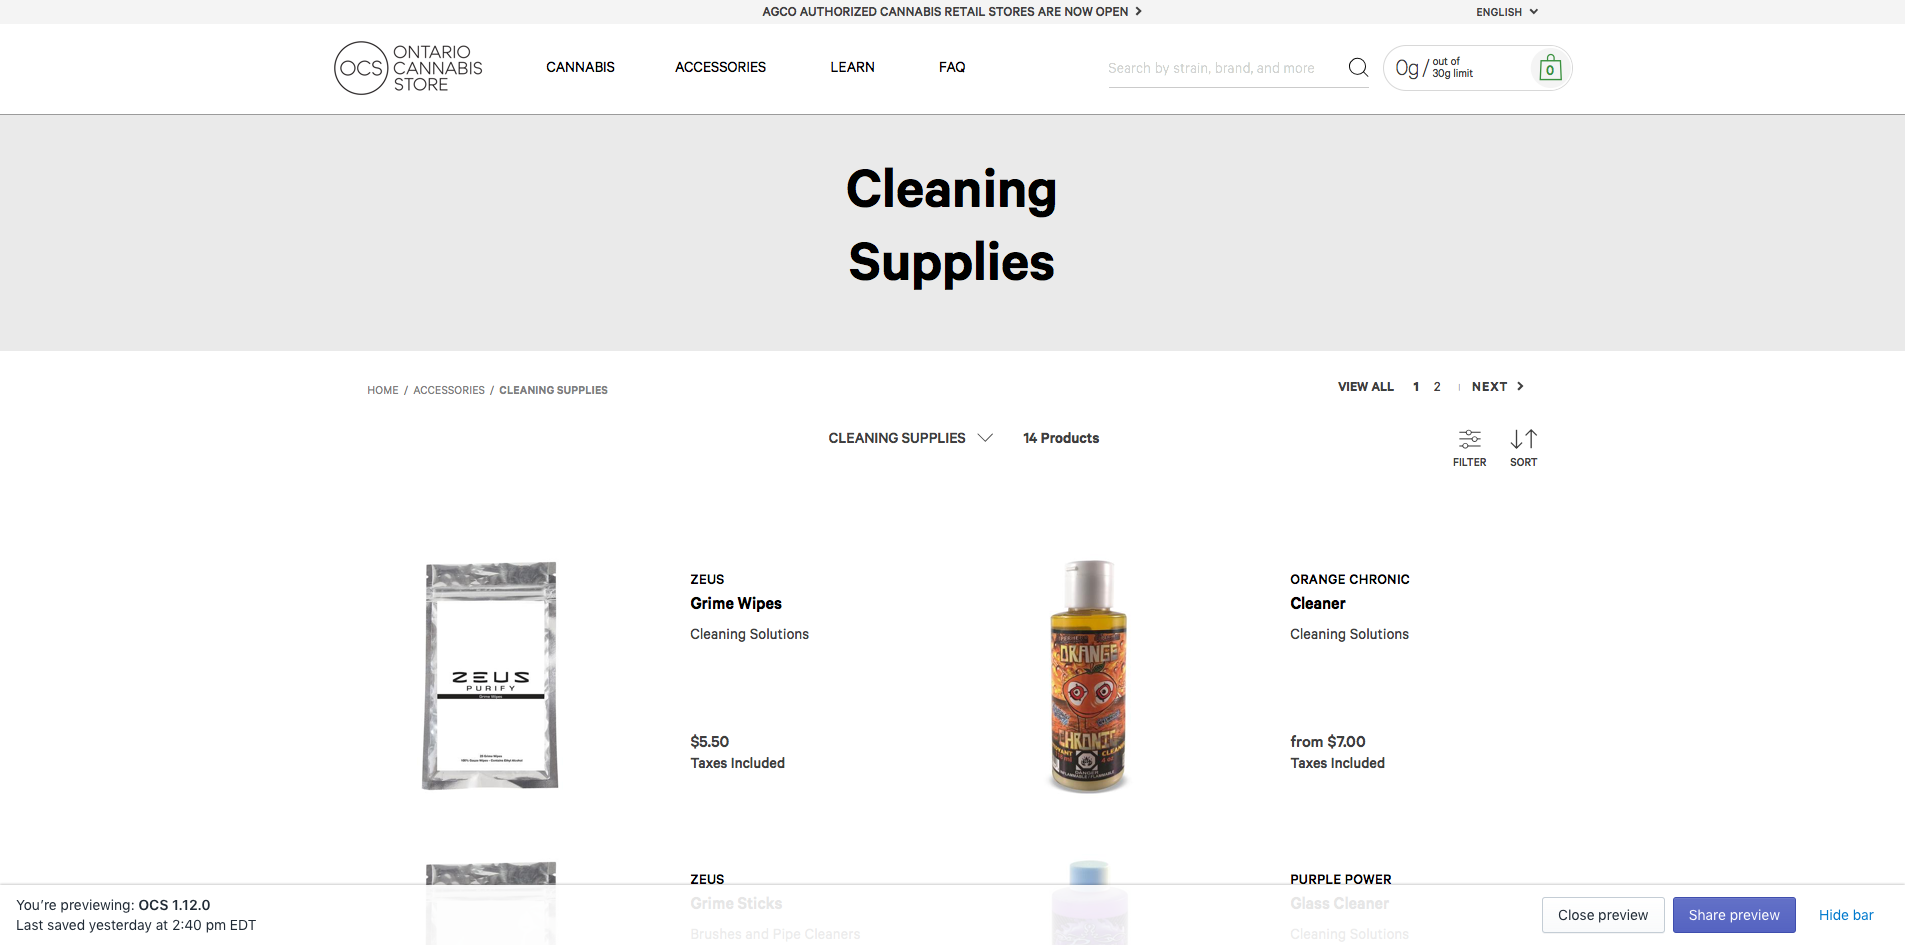 AGCO AUTHORIZED CANNABIS RETAIL STORES ARE NOW OPEN
ENGLISH
OCS
ONTARIO
CANNABIS
STORE
CANNABIS
ACCESSORIES
LEARN
FAQ
Search by strain, brand, and more
0g / out of
30g limit
0
Cleaning
Supplies
HOME / ACCESSORIES / CLEANING SUPPLIES
VIEW ALL 1 2 | NEXT
CLEANING SUPPLIES
14 Products
FILTER
SORT
ZEUS
PURIFY
Grime Wipes
ZEUS
Grime Wipes
Cleaning Solutions
$5.50
Taxes Included
ORANGE
CHRONIC
DANGER
ORANGE CHRONIC
Cleaner
Cleaning Solutions
from $7.00
Taxes Included
ZEUS
Grime Sticks
Brushes and Pipe Cleaners
PURPLE POWER
Glass Cleaner
Cleaning Solutions
You're previewing: OCS 1.12.0
Last saved yesterday at 2:40 pm EDT
Close preview
Share preview
Hide bar